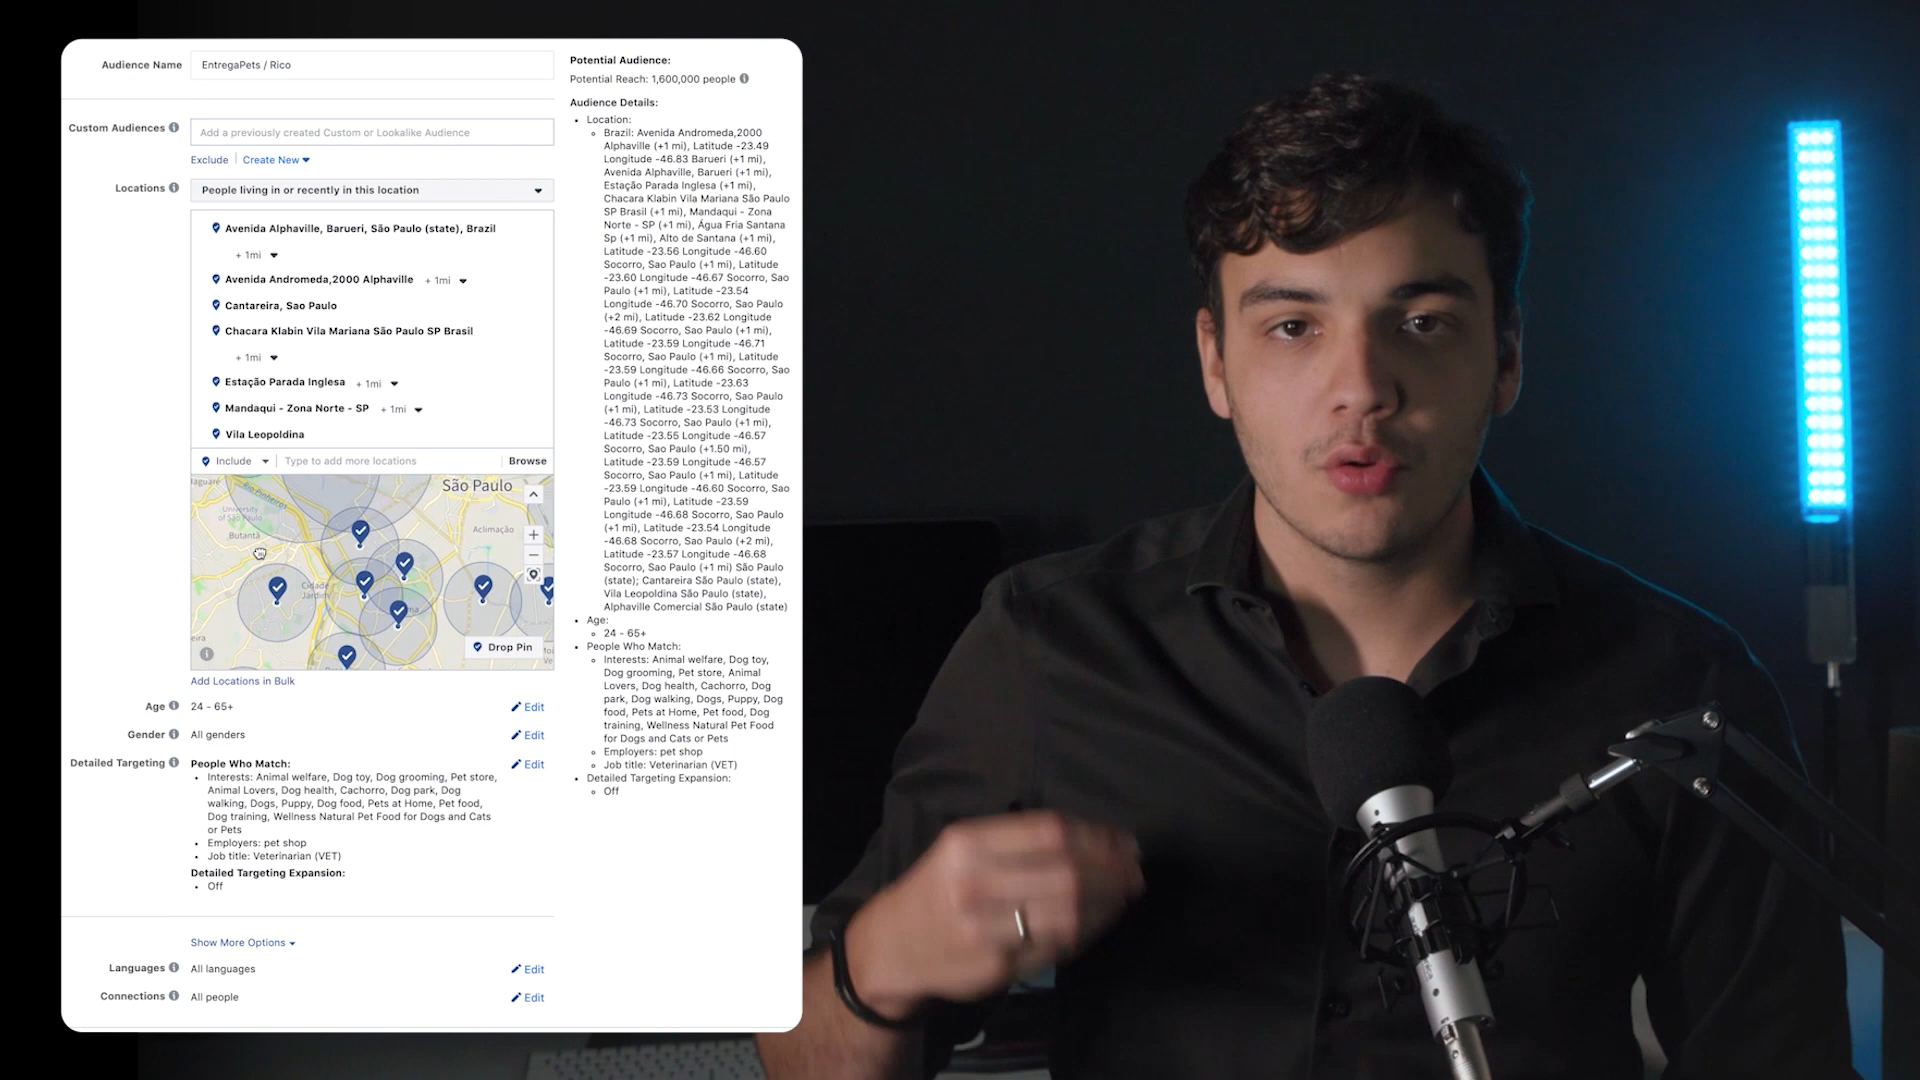 Audience Name
EntregaPets / Rico
Custom Audiences
Add a previously created Custom or Lookalike Audience
Exclude
Create New
Locations
People living in or recently in this location
Avenida Alphaville, Barueri, São Paulo (state), Brazil
+ 1mi
Avenida Andromeda,2000 Alphaville + 1mi
Cantareira, Sao Paulo
Chacara Klabin Vila Mariana São Paulo SP Brasil
+ 1mi
Estação Parada Inglesa + 1mi
Mandaqui - Zona Norte - SP + 1mi
Vila Leopoldina
Include
Type to add more locations
Browse
São Paulo
University
of São Paulo
Butantã
Aclimação
Cidade
Jardim
Drop Pin
Add Locations in Bulk
Age
24 - 65+
Edit
Gender
All genders
Edit
Detailed Targeting
People Who Match:
Edit
Interests: Animal welfare, Dog toy, Dog grooming, Pet store,
Animal Lovers, Dog health, Cachorro, Dog park, Dog
walking, Dogs, Puppy, Dog food, Pets at Home, Pet food,
Dog training, Wellness Natural Pet Food for Dogs and Cats
or Pets
Employers: pet shop
Job title: Veterinarian (VET)
Detailed Targeting Expansion:
Off
Show More Options
Languages
All languages
Edit
Connections
All people
Edit
Potential Audience:
Potential Reach: 1,600,000 people
Audience Details:
Location:
Brazil: Avenida Andromeda,2000
Alphaville (+1 mi), Latitude -23.49
Longitude -46.83 Barueri (+1 mi),
Avenida Alphaville, Barueri (+1 mi),
Estação Parada Inglesa (+1 mi),
Chacara Klabin Vila Mariana São Paulo
SP Brasil (+1 mi), Mandaqui - Zona
Norte - SP (+1 mi), Água Fria Santana
Sp (+1 mi), Alto de Santana (+1 mi),
Latitude -23.56 Longitude -46.60
Socorro, Sao Paulo (+1 mi), Latitude
-23.60 Longitude -46.67 Socorro, Sao
Paulo (+1 mi), Latitude -23.54
Longitude -46.70 Socorro, Sao Paulo
(+2 mi), Latitude -23.62 Longitude
-46.69 Socorro, Sao Paulo (+1 mi),
Latitude -23.59 Longitude -46.71
Socorro, Sao Paulo (+1 mi), Latitude
-23.59 Longitude -46.66 Socorro, Sao
Paulo (+1 mi), Latitude -23.63
Longitude -46.73 Socorro, Sao Paulo
(+1 mi), Latitude -23.53 Longitude
-46.73 Socorro, Sao Paulo (+1 mi),
Latitude -23.55 Longitude -46.57
Socorro, Sao Paulo (+1.50 mi),
Latitude -23.59 Longitude -46.57
Socorro, Sao Paulo (+1 mi), Latitude
-23.59 Longitude -46.60 Socorro, Sao
Paulo (+1 mi), Latitude -23.59
Longitude -46.68 Socorro, Sao Paulo
(+1 mi), Latitude -23.54 Longitude
-46.68 Socorro, Sao Paulo (+2 mi),
Latitude -23.57 Longitude -46.68
Socorro, Sao Paulo (+1 mi) São Paulo
(state); Cantareira São Paulo (state),
Vila Leopoldina São Paulo (state),
Alphaville Comercial São Paulo (state)
Age:
24 - 65+
People Who Match:
Interests: Animal welfare, Dog toy,
Dog grooming, Pet store, Animal
Lovers, Dog health, Cachorro, Dog
park, Dog walking, Dogs, Puppy, Dog
food, Pets at Home, Pet food, Dog
training, Wellness Natural Pet Food
for Dogs and Cats or Pets
Employers: pet shop
Job title: Veterinarian (VET)
Detailed Targeting Expansion:
Off